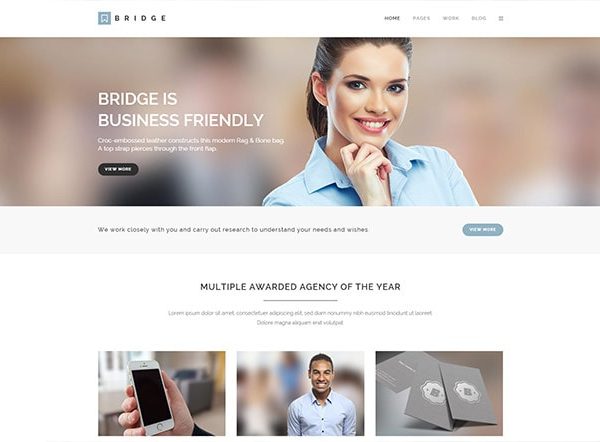 BRIDGE
HOME PAGES WORK BLOG
BRIDGE IS
BUSINESS FRIENDLY
Croc-embossed leather constructs this modern Rag & Bone bag.
A top strap pierces through the front flap.
VIEW MORE
We work closely with you and carry out research to understand your needs and wishes.
VIEW MORE
MULTIPLE AWARDED AGENCY OF THE YEAR
Lorem ipsum dolor sit amet, consectetuer adipiscing elit, sed diam nonummy nibh euismod tincidunt ut laoreet
Dolore magna aliquam erat volutpat.